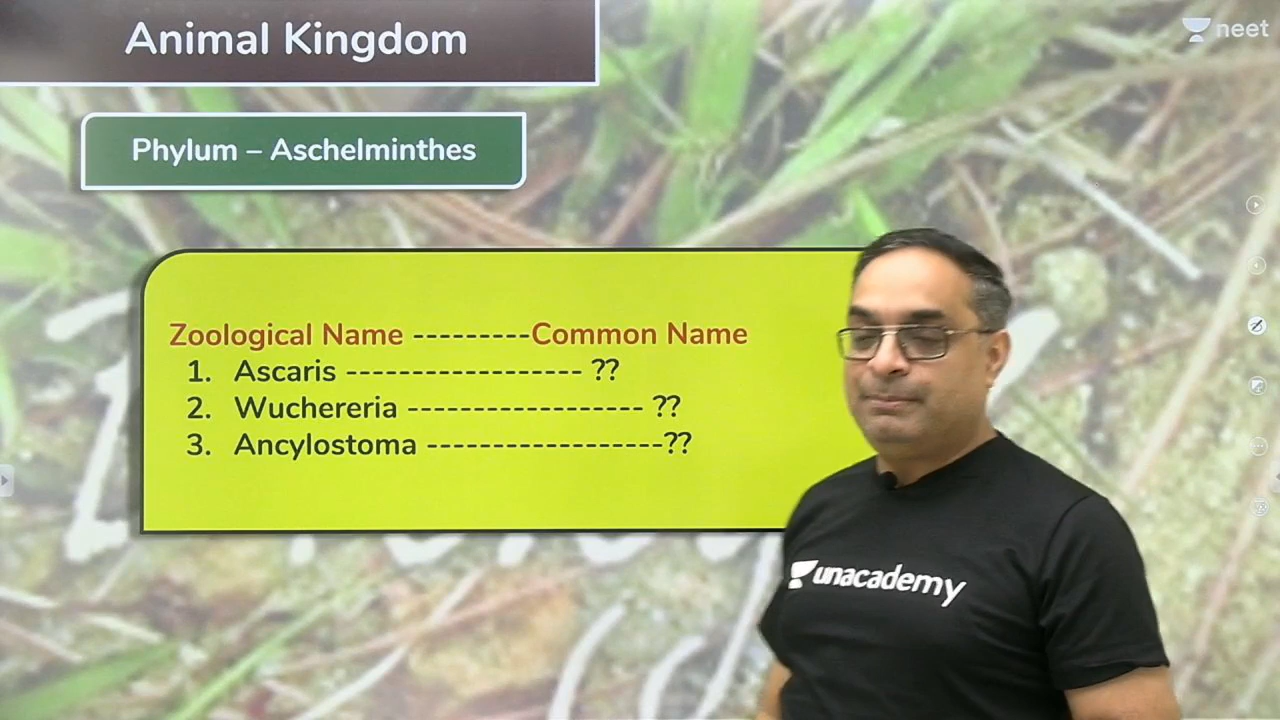 Animal Kingdom
neet
Phylum – Aschelminthes
Zoological Name ---------Common Name
1. Ascaris ------------------ ??
2. Wuchereria ------------------ ??
3. Ancylostoma ------------------??
unacademy